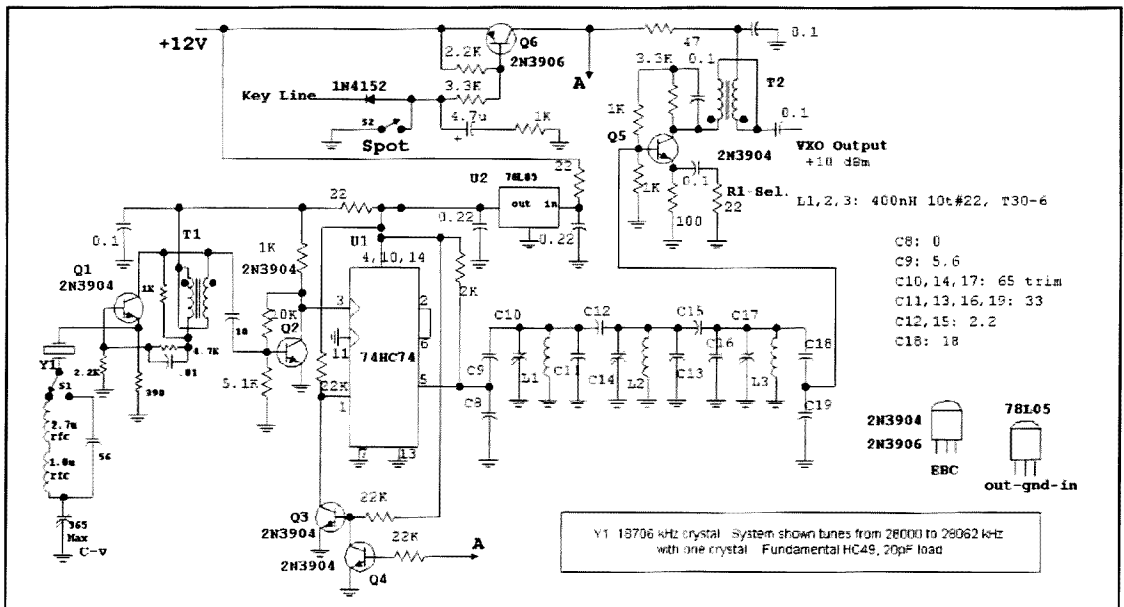 +12V
Q6
2N3906
2.2K
3.3K
1N4152
Key Line
S2
Spot
4.7u
+
1K
A
47
0.1
3.3K
0.1
T2
1K
Q5
2N3904
0.1
VXO Output
+10 dBm
1K
0.1
R1-Sel.
22
100
L1,2,3: 400nH 10t#22, T30-6
22
U2
78L05
out in
0.22
0.22
22
0.1
T1
1K
2N3904
U1
4,10,14
2K
Q1
2N3904
1K
10
10K
Q2
3
2
11
6
74HC74
5
1
7
13
Y1
S1
2.2K
4.7K
.01
390
5.1K
22K
2.7u
rfc
1.0u
rfc
56
365
Max
C-v
C10
C12
C15
C17
C9
L1
C11
C14
L2
C13
C16
L3
C18
C8
C19
C8: 0
C9: 5.6
C10,14,17: 65 trim
C11,13,16,19: 33
C12,15: 2.2
C18: 18
2N3904
2N3906
EBC
78L05
out-gnd-in
Q3
2N3904
22K
22K
A
2N3904
Q4
Y1 18706 kHz crystal System shown tunes from 28000 to 28062 kHz
with one crystal Fundamental HC49, 20pF load